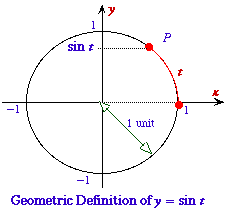 y
1
P
sin t
t
x
−1
1
1 unit
−1
Geometric Definition of y = sin t